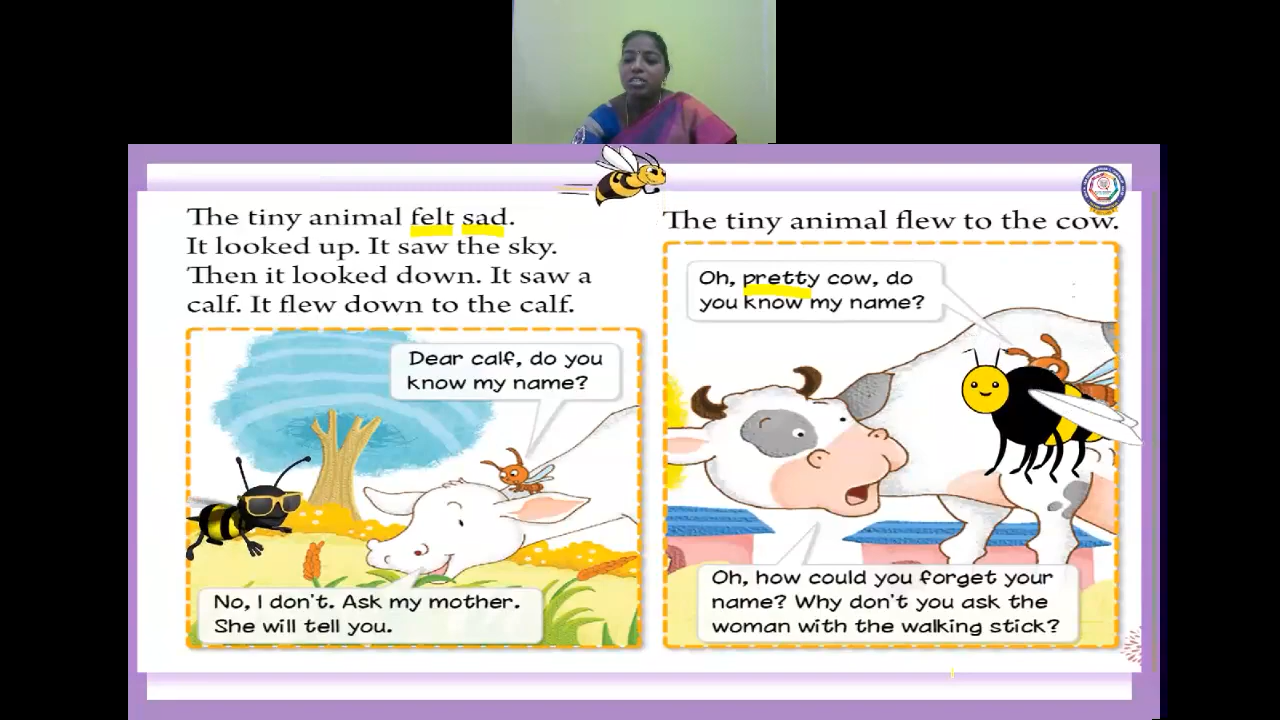 The tiny animal felt sad.
It looked up. It saw the sky.
Then it looked down. It saw a
calf. It flew down to the calf.
Dear calf, do you
know my name?
No, I don't. Ask my mother.
She will tell you.
The tiny animal flew to the cow.
Oh, pretty cow, do
you know my name?
Oh, how could you forget your
name? Why don't you ask the
woman with the walking stick?